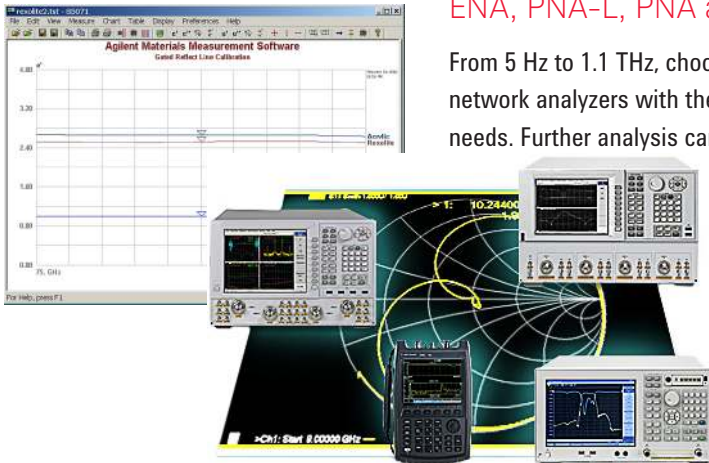 rexolite2.txt - 85071
File Edit View Measure Chart Table Display Preferences Help
Agilent Materials Measurement Software
Gated Reflect Line Calibration
4.00 e'
3.20
2.40
1.60
0.80
0.00
Acrylic
Rexolite
75. GHz
For Help, press F1
ENA, PNA-L, PNA a
From 5 Hz to 1.1 THz, choo
network analyzers with the
needs. Further analysis ca
> 1: 10.24400
>Ch1: Start